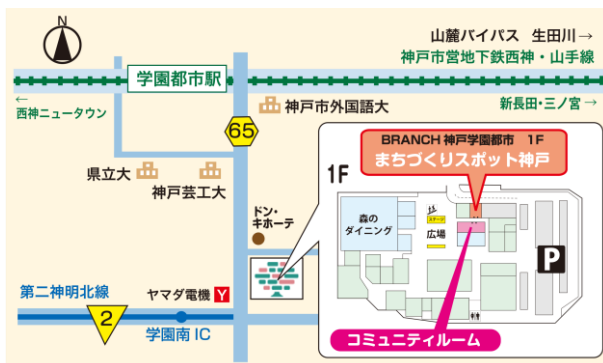 N
山麓バイパス 生田川→
神戸市営地下鉄西神・山手線
学園都市駅
←
西神ニュータウン
新長田・三ノ宮→
神戸市外国語大
65
県立大
神戸芸工大
ドン・
キホーテ
第二神明北線
ヤマダ電機 Y
2
学園南IC
BRANCH 神戸学園都市 1F
まちづくりスポット神戸
1F
森の
ダイニング
ステージ
広場
P
コミュニティルーム